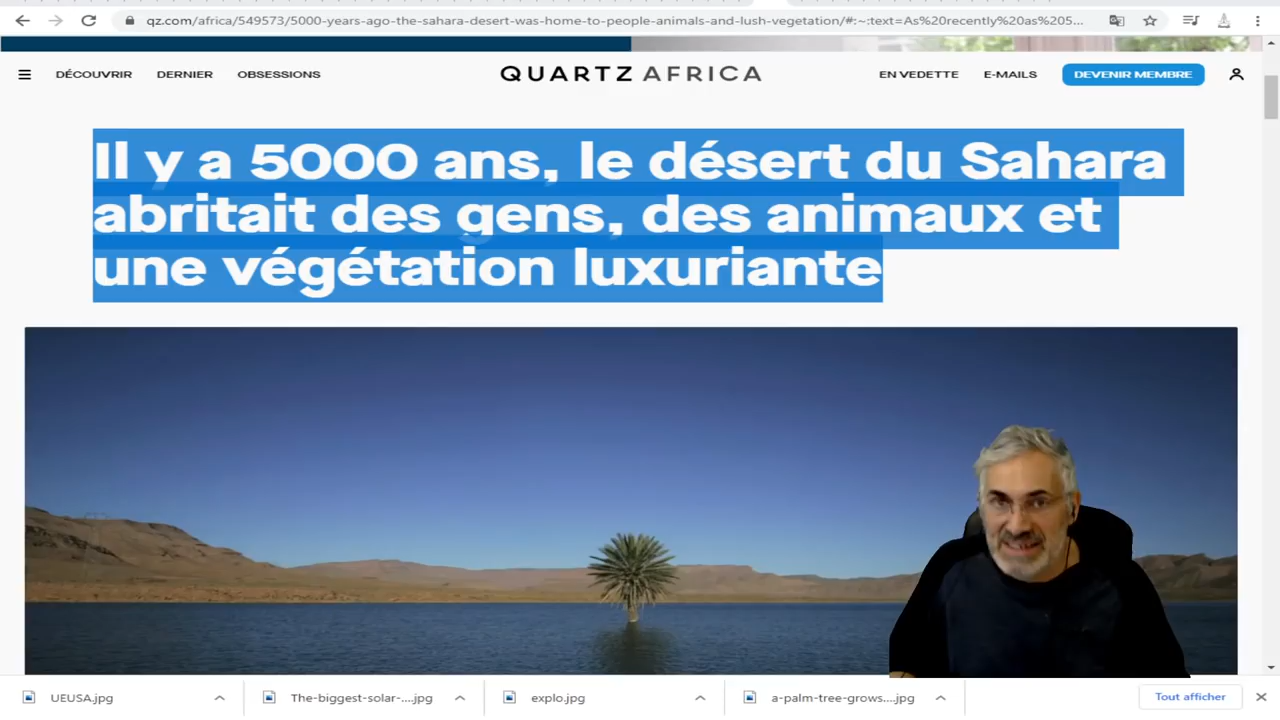 qz.com/africa/549573/5000-years-ago-the-sahara-desert-was-home-to-people-animals-and-lush-vegetation/#:~:text=As%20recently%20as%205...
DÉCOUVRIR DERNIER OBSESSIONS QUARTZ AFRICA EN VEDETTE E-MAILS DEVENIR MEMBRE
Il y a 5000 ans, le désert du Sahara
abritait des gens, des animaux et
une végétation luxuriante
UEUSA.jpg The-biggest-solar-....jpg explo.jpg a-palm-tree-grows....jpg Tout afficher